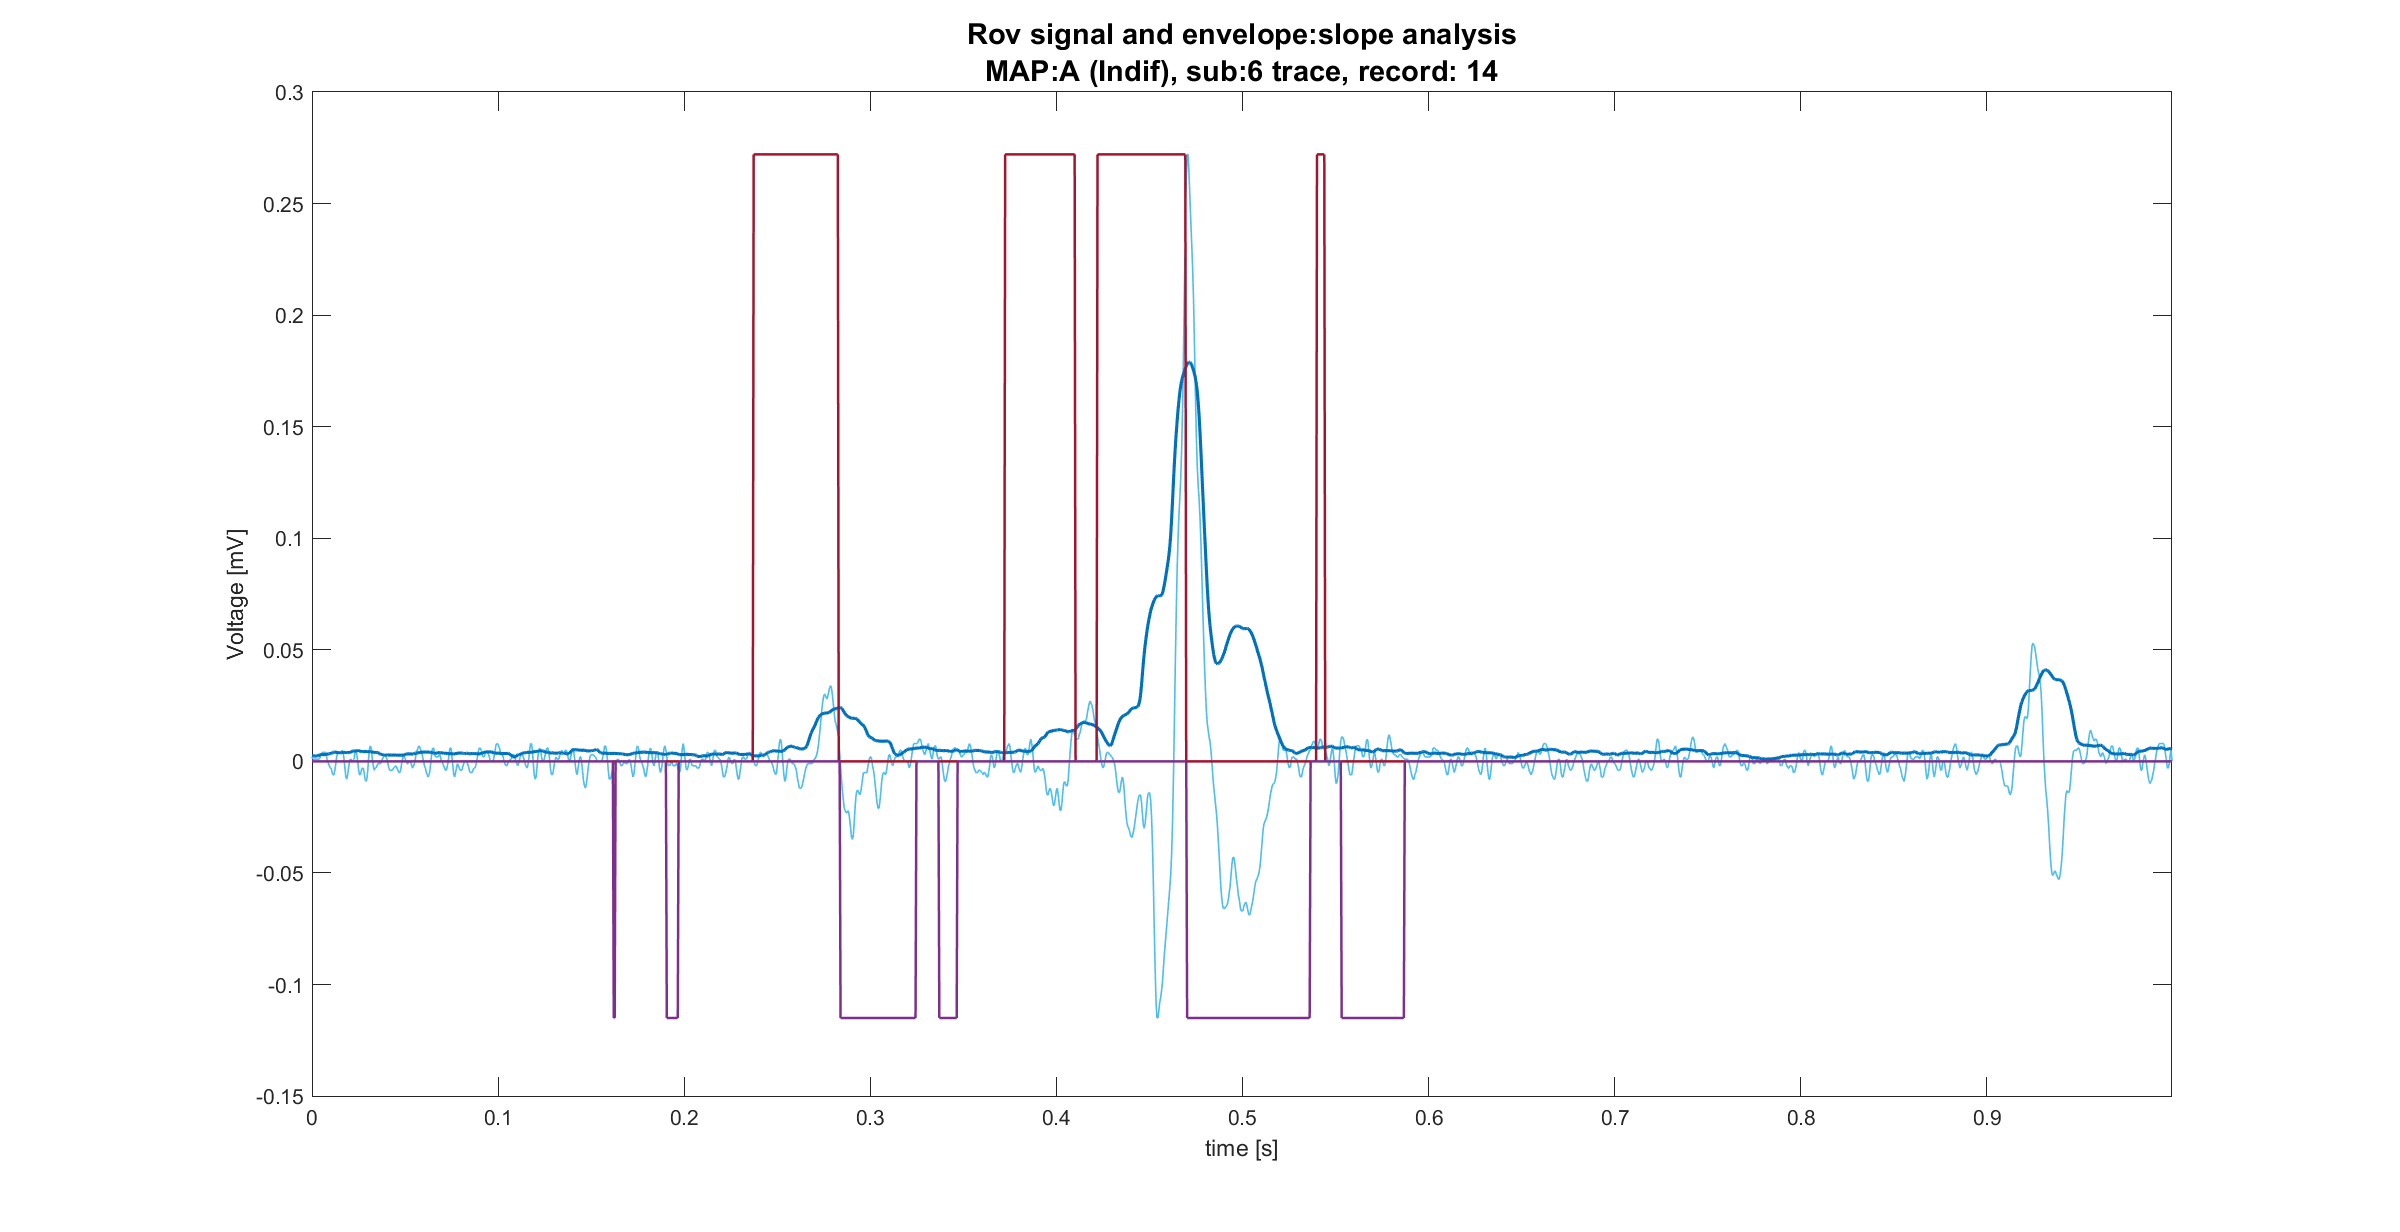 Rov signal and envelope:slope analysis
MAP:A (Indif), sub:6 trace, record: 14
0.3
0.25
0.2
0.15
0.1
0.05
0
-0.05
-0.1
-0.15
Voltage [mV]
0 0.1 0.2 0.3 0.4 0.5 0.6 0.7 0.8 0.9
time [s]